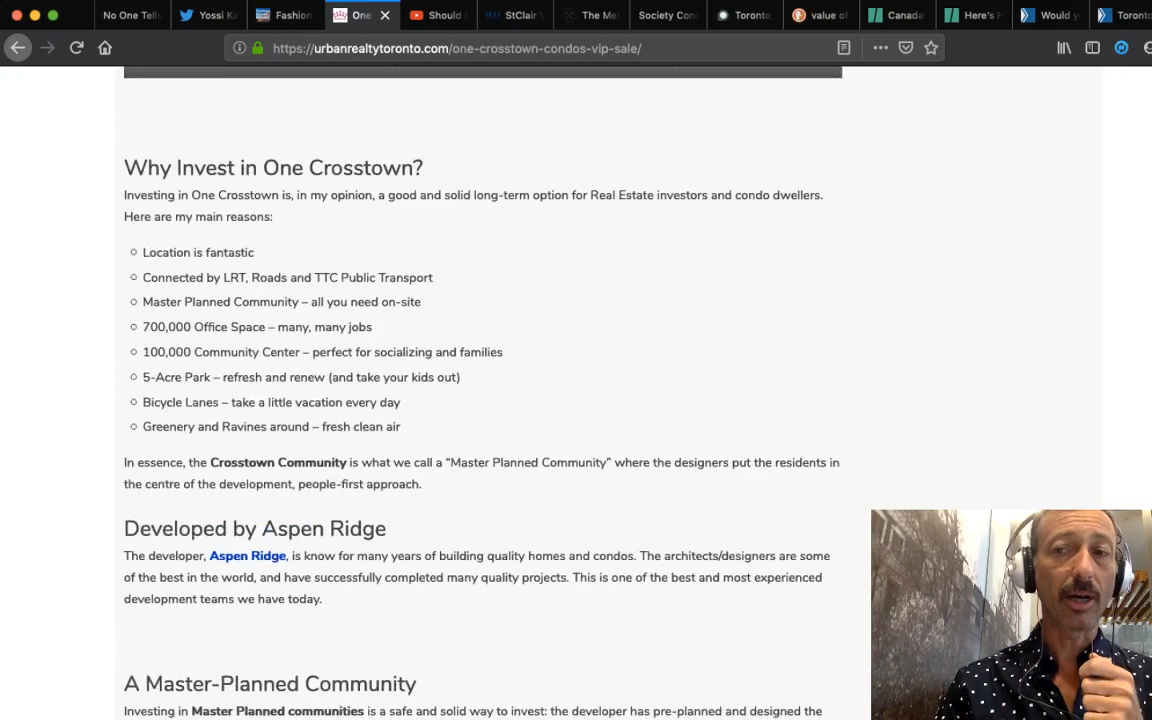 No One Tells
Yossi Ka
Fashion
One
Should
StClair
The Me
Society Con
Toronto,
value of
Canada'
Here's H
Would y
Toronto
https://urbanrealtytoronto.com/one-crosstown-condos-vip-sale/
Why Invest in One Crosstown?
Investing in One Crosstown is, in my opinion, a good and solid long-term option for Real Estate investors and condo dwellers.
Here are my main reasons:
Location is fantastic
Connected by LRT, Roads and TTC Public Transport
Master Planned Community – all you need on-site
700,000 Office Space – many, many jobs
100,000 Community Center – perfect for socializing and families
5-Acre Park – refresh and renew (and take your kids out)
Bicycle Lanes – take a little vacation every day
Greenery and Ravines around – fresh clean air
In essence, the Crosstown Community is what we call a “Master Planned Community” where the designers put the residents in
the centre of the development, people-first approach.
Developed by Aspen Ridge
The developer, Aspen Ridge, is know for many years of building quality homes and condos. The architects/designers are some
of the best in the world, and have successfully completed many quality projects. This is one of the best and most experienced
development teams we have today.
A Master-Planned Community
Investing in Master Planned communities is a safe and solid way to invest: the developer has pre-planned and designed the